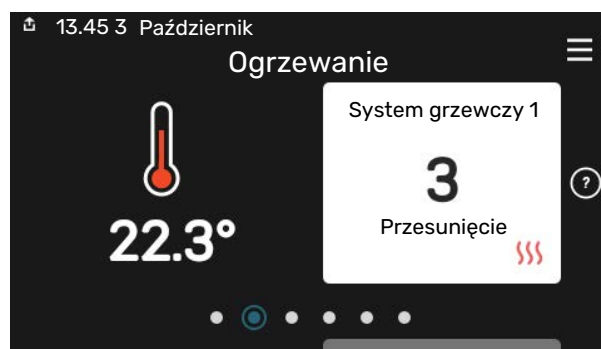 13.45 3 Październik
Ogrzewanie
System grzewczy 1
3
Przesunięcie
22.3°
?